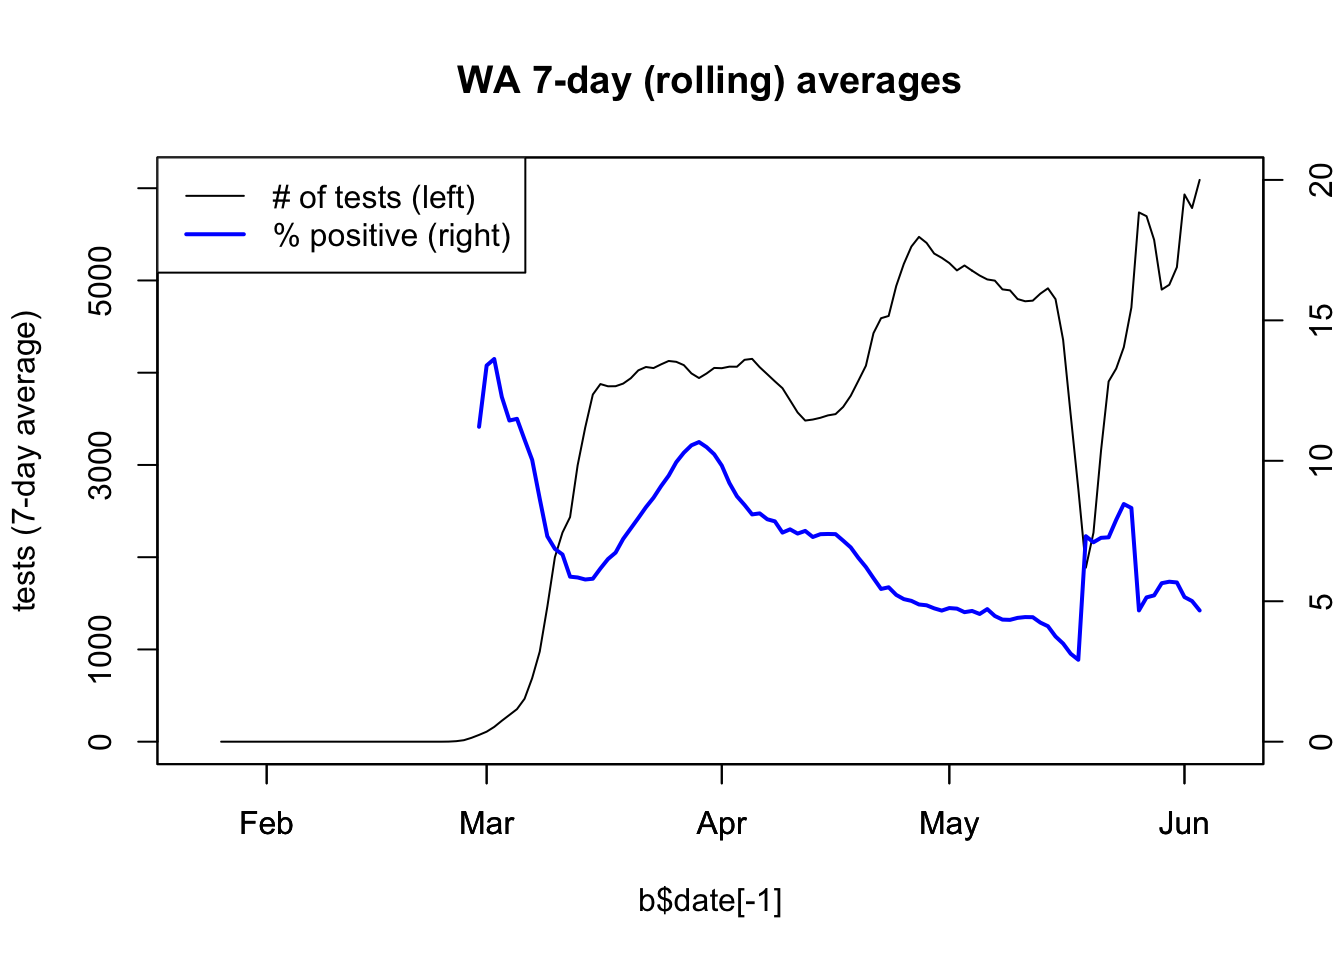 WA 7-day (rolling) averages
# of tests (left)
% positive (right)
tests (7-day average)
5000
3000
1000
0
20
15
10
5
0
Feb Mar Apr May Jun
b$date[-1]